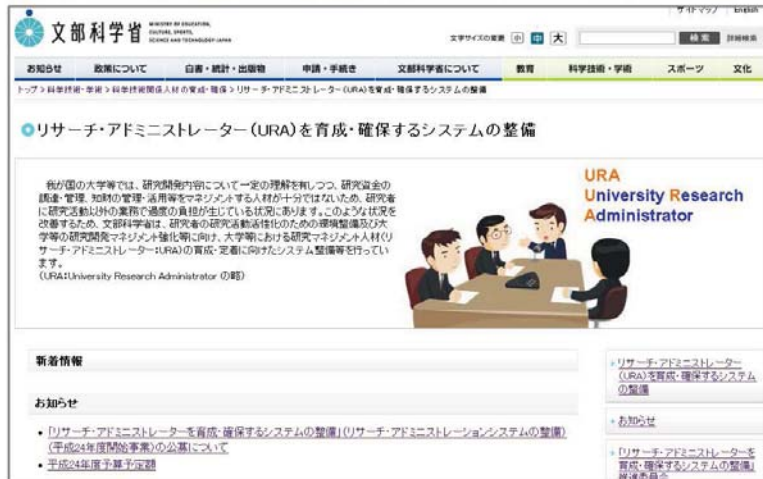 サイトマップ English
文部科学省 MINISTRY OF EDUCATION,
CULTURE, SPORTS,
SCIENCE AND TECHNOLOGY-JAPAN
文字サイズの変更 小 中 大 検索 詳細検索
お知らせ 政策について 白書・統計・出版物 申請・手続き 文部科学省について 教育 科学技術・学術 スポーツ 文化
トップ > 科学技術・学術 > 科学技術関係人材の育成・確保 > リサーチ・アドミニストレーター(URA)を育成・確保するシステムの整備
リサーチ・アドミニストレーター(URA)を育成・確保するシステムの整備
我が国の大学等では、研究開発内容について一定の理解を有しつつ、研究資金の
調達・管理、知財の管理・活用等をマネジメントする人材が十分ではないため、研究者
に研究活動以外の業務で過度の負担が生じている状況にあります。このような状況を
改善するため、文部科学省は、研究者の研究活動活性化のための環境整備及び大
学等の研究開発マネジメント強化等に向け、大学等における研究マネジメント人材(リ
サーチ・アドミニストレーター:URA)の育成・定着に向けたシステム整備等を行ってい
ます。
(URA:University Research Administrator の略)
URA
University Research
Administrator
新着情報
お知らせ
・「リサーチ・アドミニストレーターを育成・確保するシステムの整備」(リサーチ・アドミニストレーションシステムの整備)
(平成24年度開始事業)の公募について
・平成24年度予算予定額
リサーチ・アドミニストレーター
(URA)を育成・確保するシステム
の整備
お知らせ
「リサーチ・アドミニストレーターを
育成・確保するシステムの整備」
推進委員会